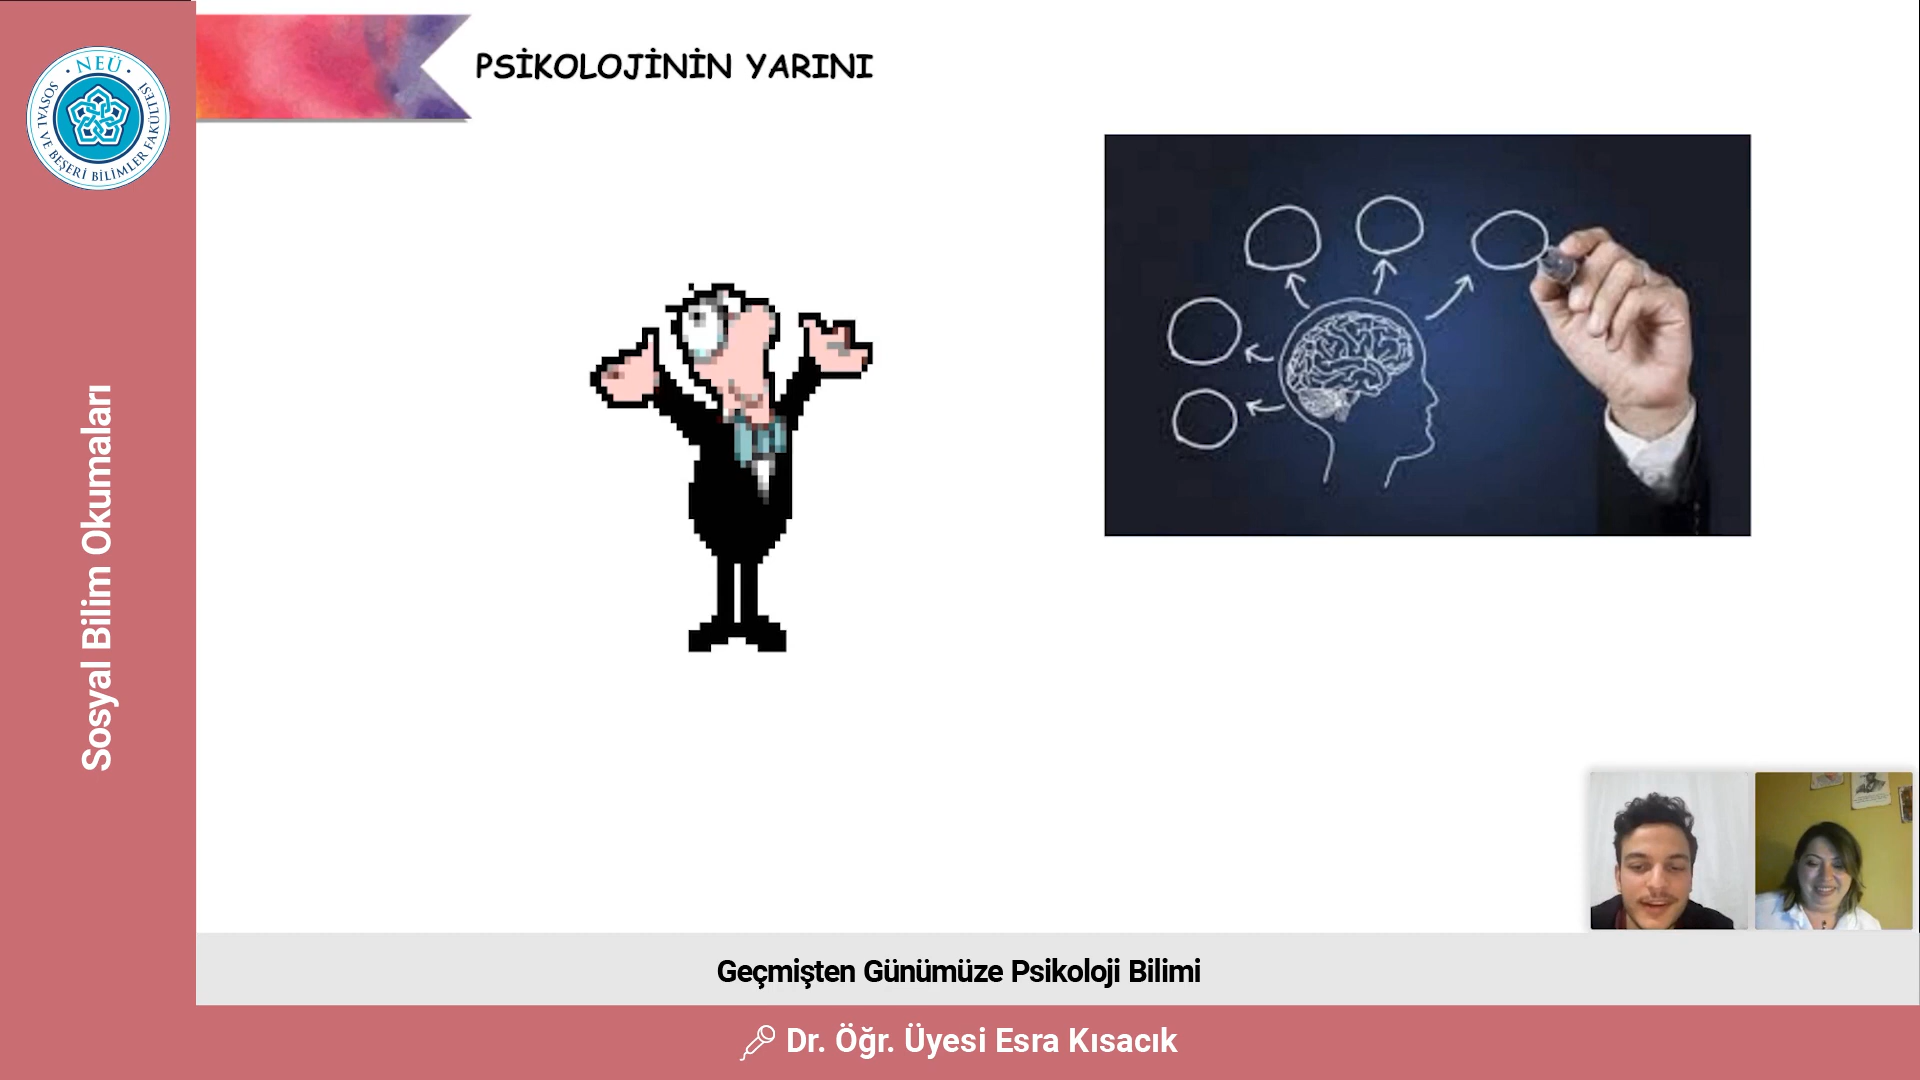 NEÜ
SOSYAL VE BEŞERİ BİLİMLER FAKÜLTESİ
Sosyal Bilim Okumaları
PSİKOLOJİNİN YARINI
Geçmişten Günümüze Psikoloji Bilimi
Dr. Öğr. Üyesi Esra Kısacık